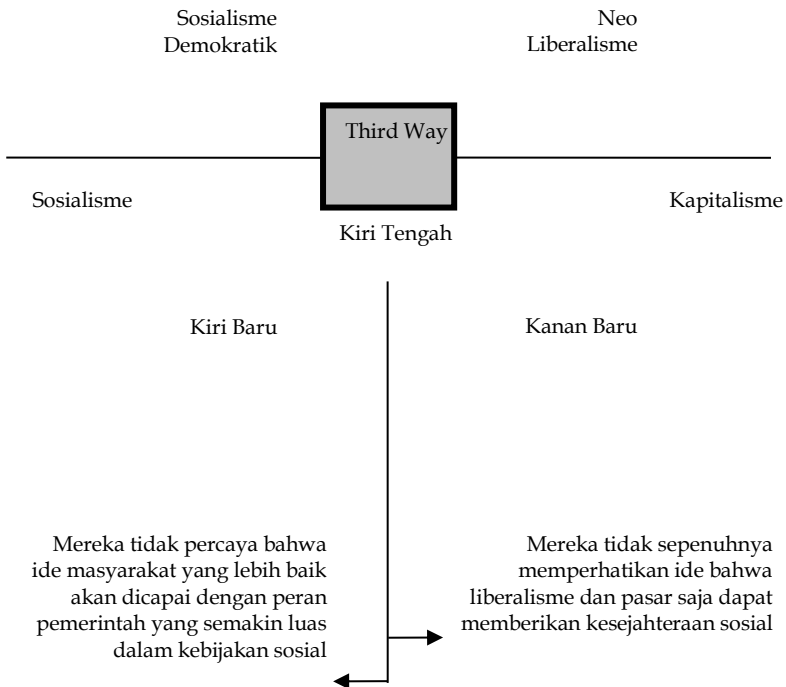 Sosialisme
Demokratik
Neo
Liberalisme
Third Way
Sosialisme
Kapitalisme
Kiri Tengah
Kiri Baru
Kanan Baru
Mereka tidak percaya bahwa
ide masyarakat yang lebih baik
akan dicapai dengan peran
pemerintah yang semakin luas
dalam kebijakan sosial
Mereka tidak sepenuhnya
memperhatikan ide bahwa
liberalisme dan pasar saja dapat
memberikan kesejahteraan sosial